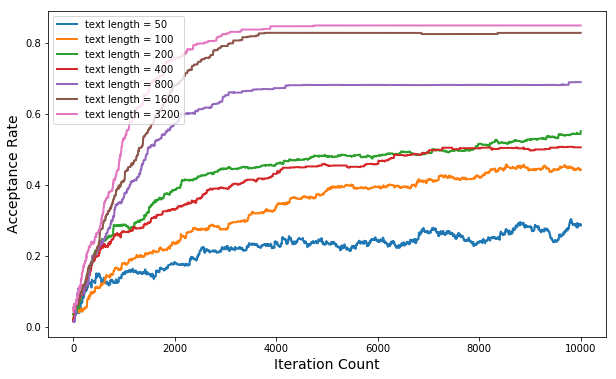 text length = 50
text length = 100
text length = 200
text length = 400
text length = 800
text length = 1600
text length = 3200
Acceptance Rate
0.8
0.6
0.4
0.2
0.0
0
2000
4000
6000
8000
10000
Iteration Count